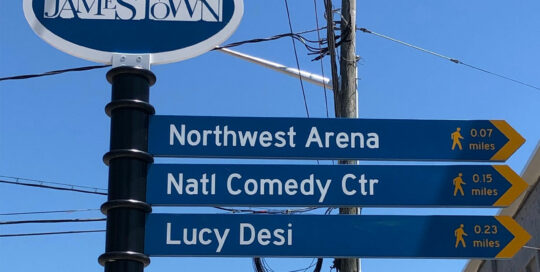 JAMESTOWN
Northwest Arena
0.07
miles
Natl Comedy Ctr
0.15
miles
Lucy Desi
0.23
miles